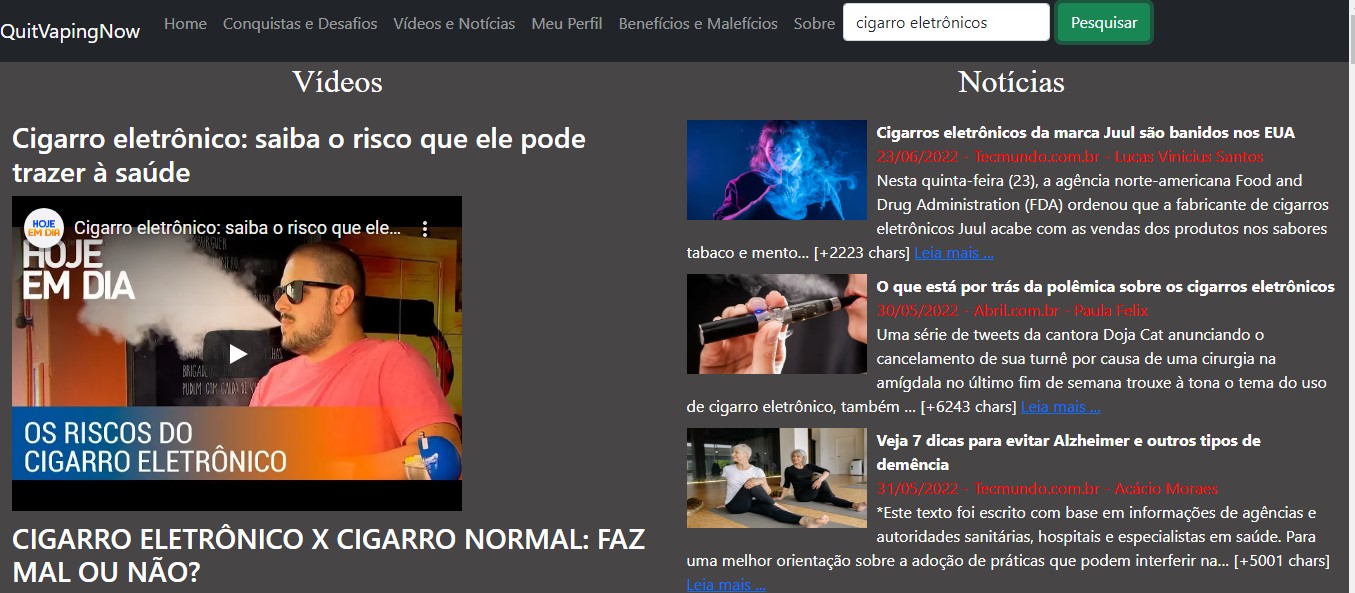 QuitVapingNow
Home Conquistas e Desafios Vídeos e Notícias Meu Perfil Benefícios e Malefícios Sobre cigarro eletrônicos Pesquisar
Vídeos
Cigarro eletrônico: saiba o risco que ele pode
trazer à saúde
HOJE
EM DIA
Cigarro eletrônico: saiba o risco que ele...
HOJE
EM DIA
OS RISCOS DO
CIGARRO ELETRÔNICO
CIGARRO ELETRÔNICO X CIGARRO NORMAL: FAZ
MAL OU NÃO?
Notícias
Cigarros eletrônicos da marca Juul são banidos nos EUA
23/06/2022 - Tecmundo.com.br - Lucas Vinicius Santos
Nesta quinta-feira (23), a agência norte-americana Food and
Drug Administration (FDA) ordenou que a fabricante de cigarros
eletrônicos Juul acabe com as vendas dos produtos nos sabores
tabaco e mento... [+2223 chars] Leia mais ...
O que está por trás da polêmica sobre os cigarros eletrônicos
30/05/2022 - Abril.com.br - Paula Felix
Uma série de tweets da cantora Doja Cat anunciando o
cancelamento de sua turnê por causa de uma cirurgia na
amígdala no último fim de semana trouxe à tona o tema do uso
de cigarro eletrônico, também ... [+6243 chars] Leia mais ...
Veja 7 dicas para evitar Alzheimer e outros tipos de
demência
31/05/2022 - Tecmundo.com.br - Acácio Moraes
*Este texto foi escrito com base em informações de agências e
autoridades sanitárias, hospitais e especialistas em saúde. Para
uma melhor orientação sobre a adoção de práticas que podem interferir na... [+5001 chars]
Leia mais ...